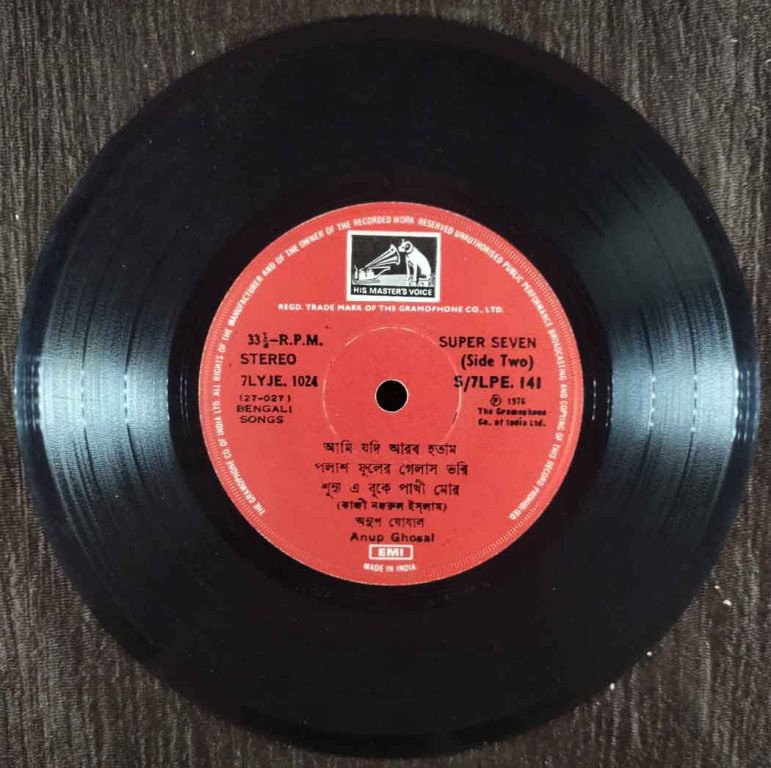 ALL RIGHTS OF THE MANUFACTURER AND OF THE OWNER OF THE RECORDED WORK RESERVED UNAUTHORISED PUBLIC PERFORMANCE BROADCASTING AND COPYING OF THIS RECORD PROHIBITED
THE GRAMOPHONE CO. OF INDIA LTD.
HIS MASTER'S VOICE
REGD. TRADE MARK OF THE GRAMOPHONE CO., LTD.
33⅓-R.P.M.
STEREO
7LYJE. 1024
(27-027)
BENGALI
SONGS
SUPER SEVEN
(Side Two)
S/7LPE. 141
Ⓟ 1976
The Gramophone
Co. of India Ltd.
আমি যদি আরব হতাম
পলাশ ফুলের গেলাস ভরি
শূন্য এ বুকে পাখী মোর
(কাজী নজরুল ইস্‌লাম)
অনুপ ঘোষাল
Anup Ghosal
EMI
MADE IN INDIA